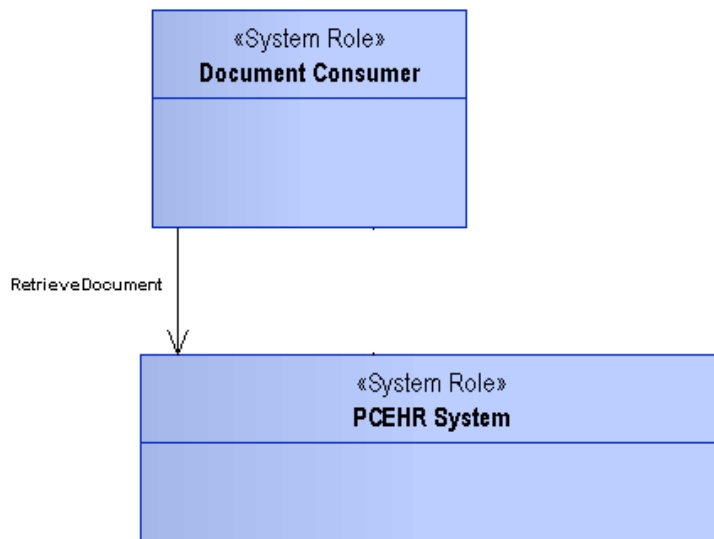 «System Role»
Document Consumer
RetrieveDocument
«System Role»
PCEHR System